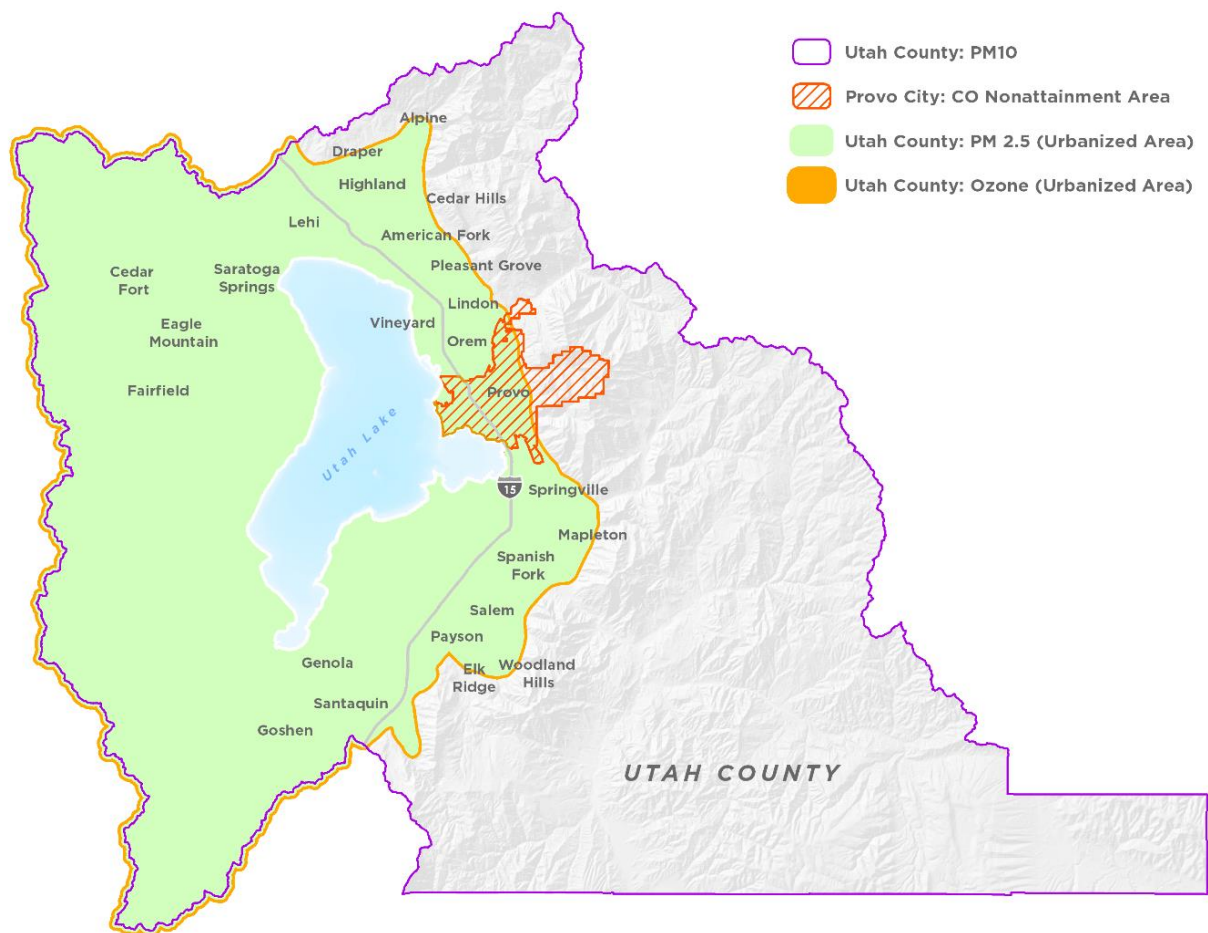 Utah County: PM10
Provo City: CO Nonattainment Area
Utah County: PM 2.5 (Urbanized Area)
Utah County: Ozone (Urbanized Area)
Alpine
Draper
Highland
Cedar Hills
Lehi
American Fork
Pleasant Grove
Cedar
Fort
Saratoga
Springs
Lindon
Vineyard
Eagle
Mountain
Orem
Fairfield
Provo
Utah Lake
15
Springville
Mapleton
Spanish
Fork
Salem
Payson
Genola
Elk
Ridge
Woodland
Hills
Santaquin
Goshen
UTAH COUNTY